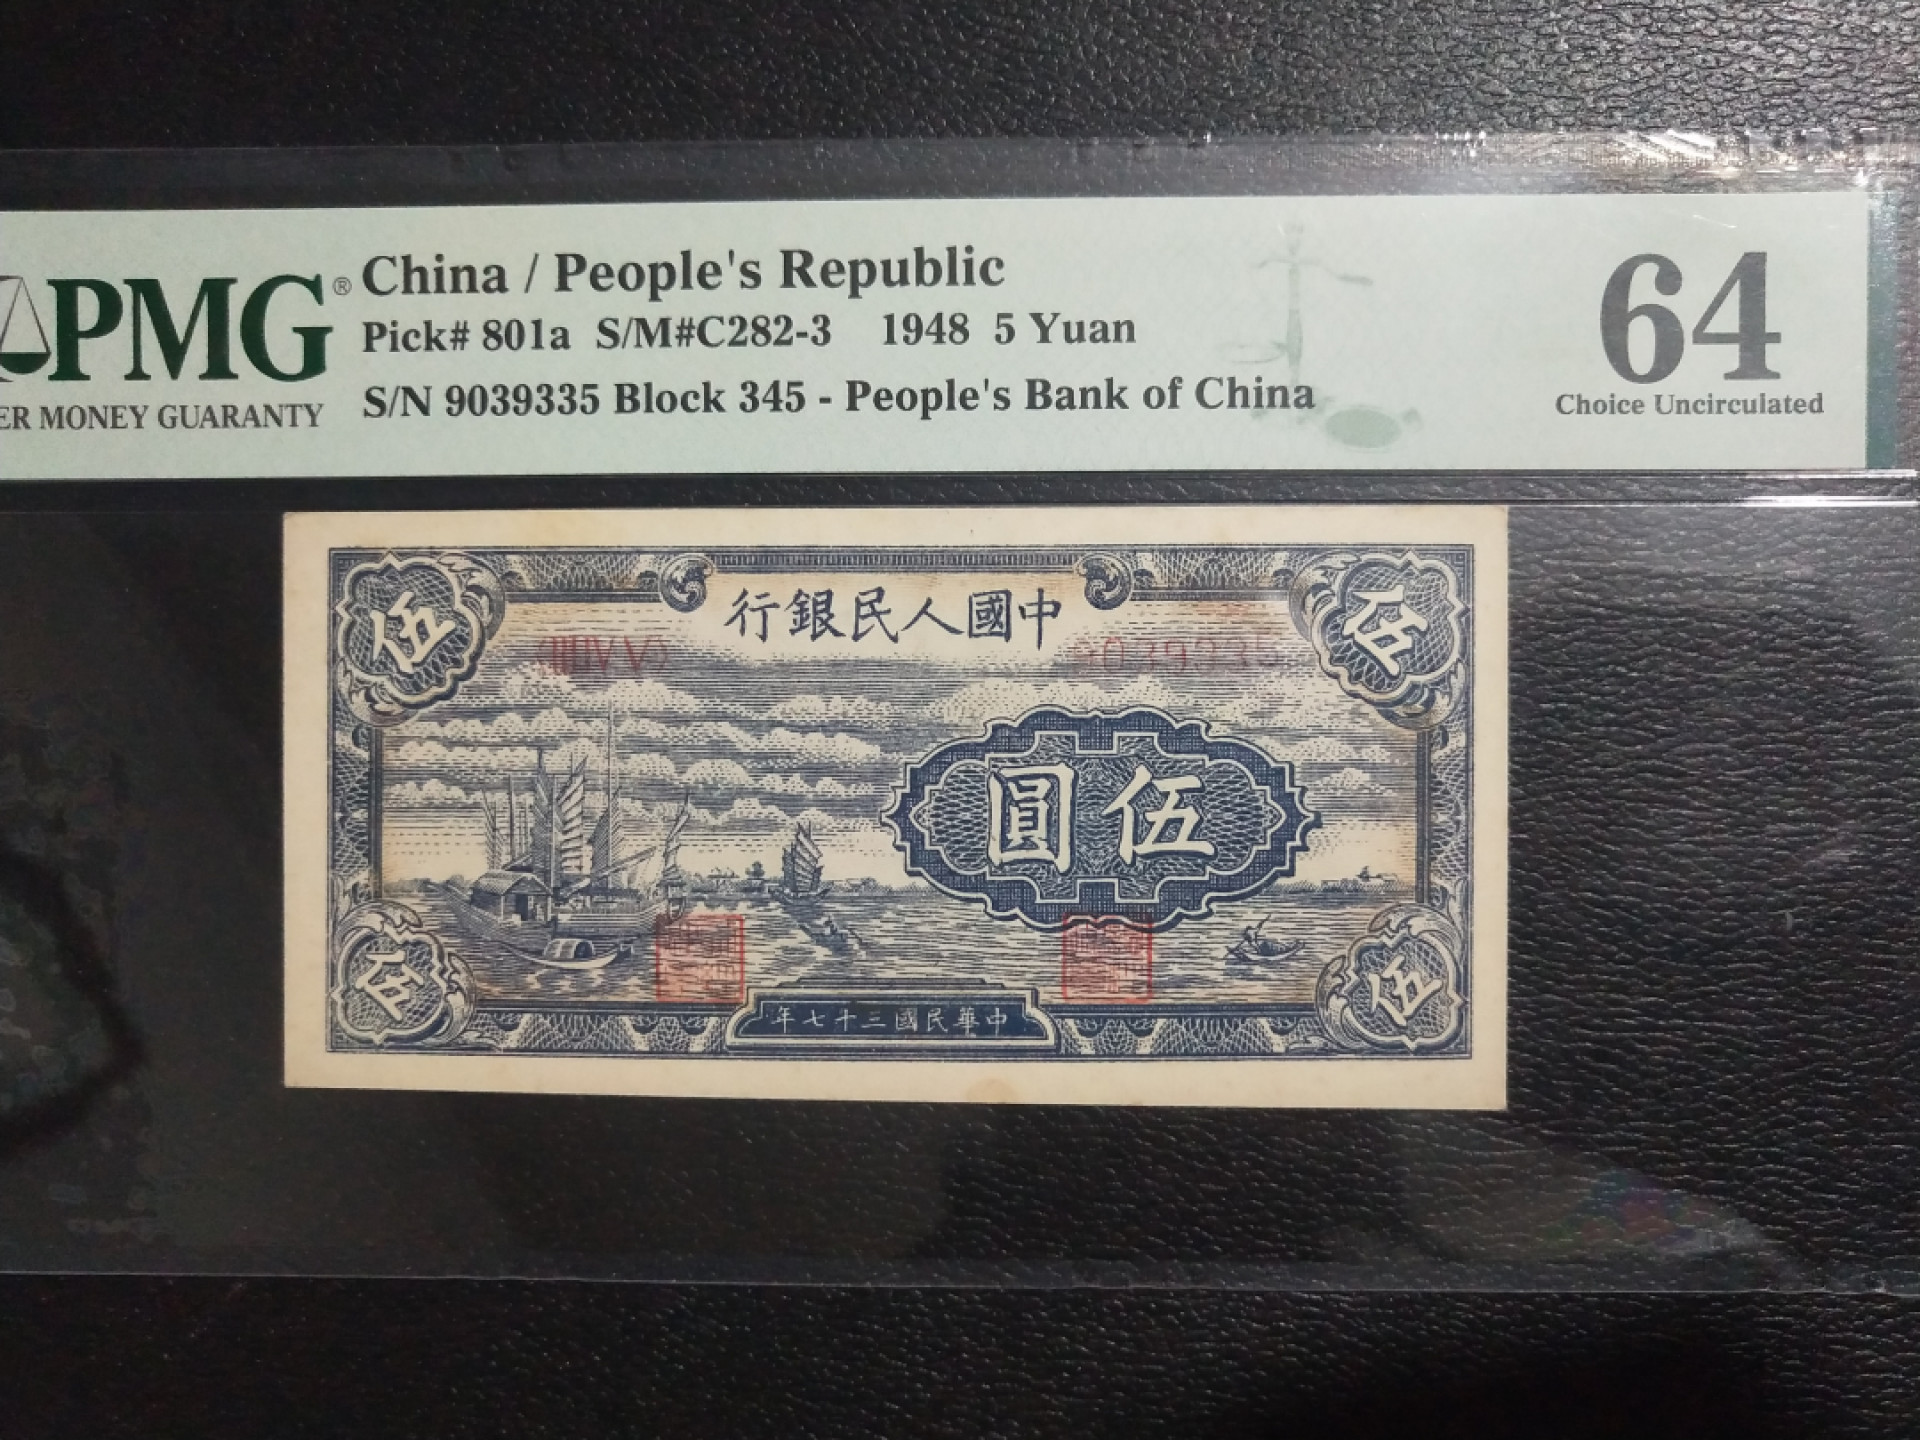 China / People's Republic
PMG®
Pick# 801a S/M#C282-3 1948 5 Yuan
S/N 9039335 Block 345 - People's Bank of China
ER MONEY GUARANTY
64
Choice Uncirculated
伍
行銀民人國中
伍
〈ⅢⅣⅤ〉
9039335
圓伍
伍
年七十三國民華中
伍